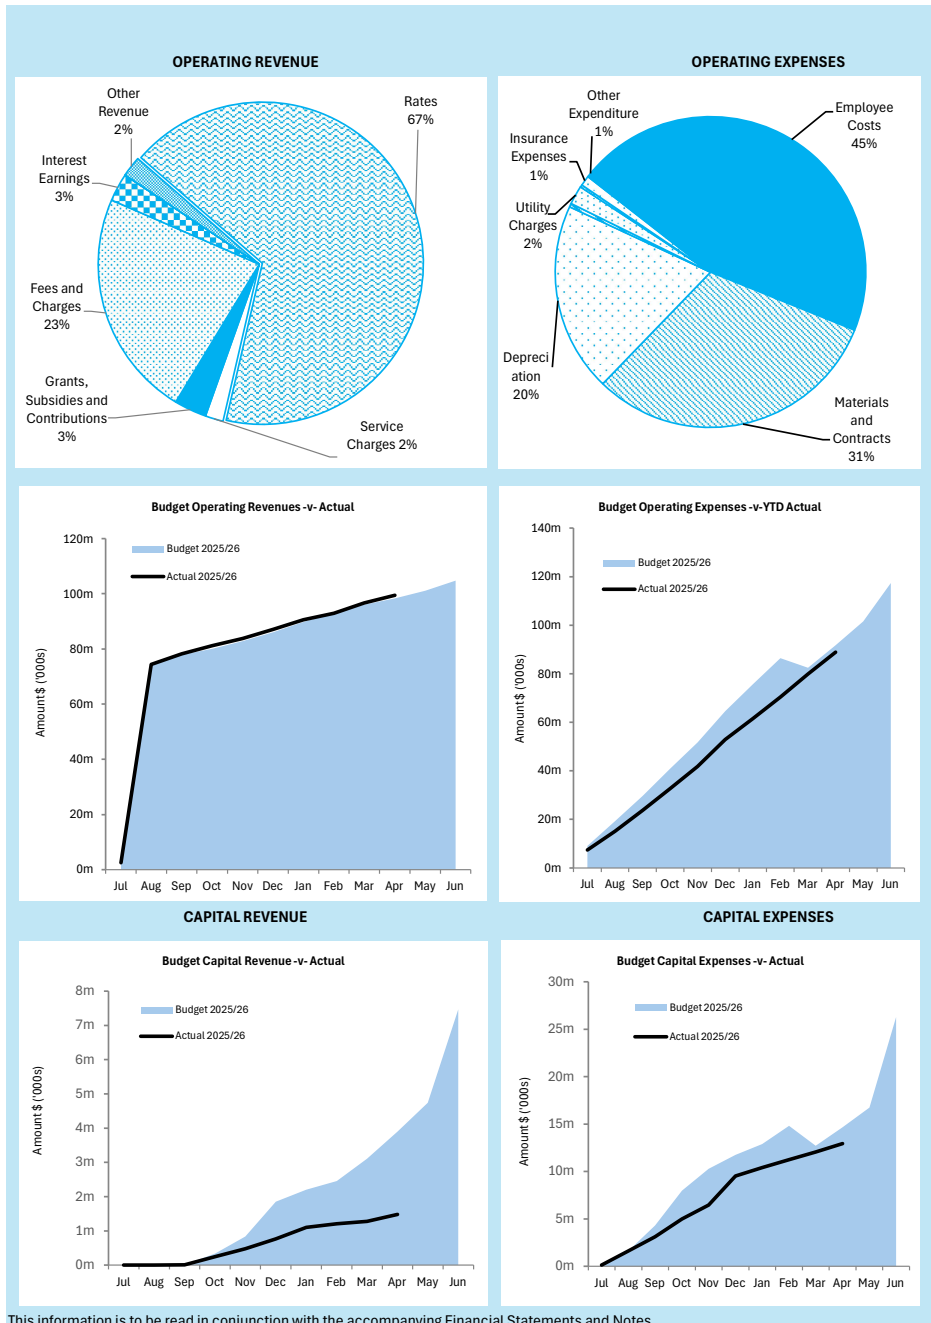 OPERATING REVENUE
OPERATING EXPENSES
Other
Revenue
2%
Rates
67%
Interest
Earnings
3%
Fees and
Charges
23%
Grants,
Subsidies and
Contributions
3%
Service
Charges 2%
Other
Expenditure
1%
Employee
Costs
45%
Insurance
Expenses
1%
Utility
Charges
2%
Depreci
ation
20%
Materials
and
Contracts
31%
Budget Operating Revenues -v- Actual
120m
100m
80m
60m
40m
20m
0m
Amount$ ('000s)
Budget 2025/26
Actual 2025/26
Jul Aug Sep Oct Nov Dec Jan Feb Mar Apr May Jun
Budget Operating Expenses -v-YTD Actual
140m
120m
100m
80m
60m
40m
20m
0m
Amount$ ('000s)
Budget 2025/26
Actual 2025/26
Jul Aug Sep Oct Nov Dec Jan Feb Mar Apr May Jun
CAPITAL REVENUE
CAPITAL EXPENSES
Budget Capital Revenue -v- Actual
8m
7m
6m
5m
4m
3m
2m
1m
0m
Amount $ ('000s)
Budget 2025/26
Actual 2025/26
Jul Aug Sep Oct Nov Dec Jan Feb Mar Apr May Jun
Budget Capital Expenses -v- Actual
30m
25m
20m
15m
10m
5m
0m
Amount $ ('000s)
Budget 2025/26
Actual 2025/26
Jul Aug Sep Oct Nov Dec Jan Feb Mar Apr May Jun
This information is to be read in conjunction with the accompanying Financial Statements and Notes